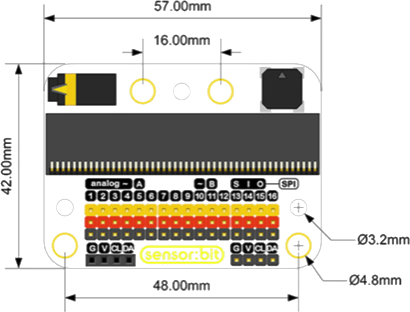 57.00mm
16.00mm
42.00mm
analog ~ A ~ B S I O SPI
1 2 3 4 5 6 7 8 9 10 11 12 13 14 15 16
G V CL DA sensor:bit G V CL DA
Ø3.2mm
Ø4.8mm
48.00mm